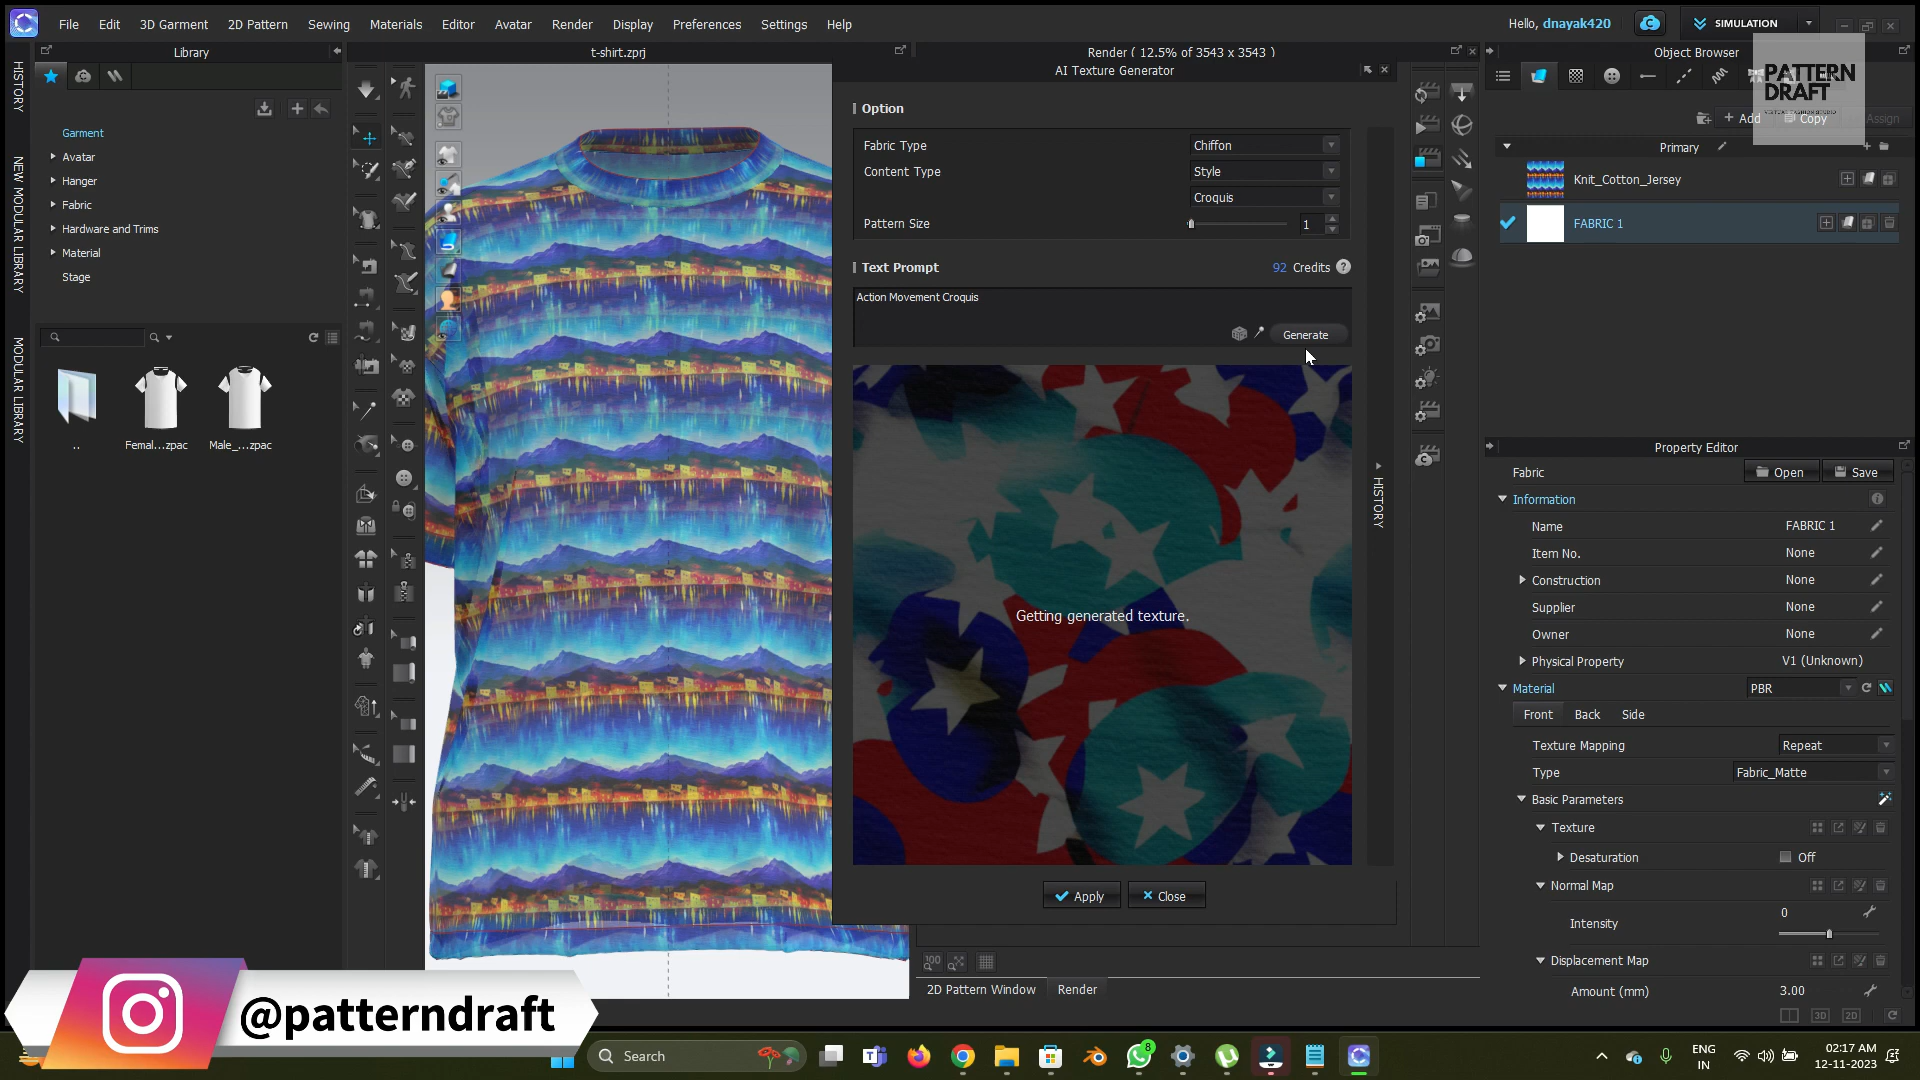 File Edit 3D Garment 2D Pattern Sewing Materials Editor Avatar Render Display Preferences Settings Help
Hello, dnayak420
SIMULATION
Library
t-shirt.zprj
Render ( 12.5% of 3543 x 3543 )
Object Browser
AI Texture Generator
PATTERN
DRAFT
HISTORY
NEW MODULAR LIBRARY
MODULAR LIBRARY
Garment
Avatar
Hanger
Fabric
Hardware and Trims
Material
Stage
..
Femal...zpac
Male_...zpac
Option
Fabric Type Chiffon
Content Type Style
Croquis
Pattern Size 1
Text Prompt 92 Credits ?
Action Movement Croquis
Generate
Getting generated texture.
HISTORY
Apply Close
2D Pattern Window Render
Add Copy Assign
Primary
Knit_Cotton_Jersey
FABRIC 1
Property Editor
Fabric Open Save
Information
Name FABRIC 1
Item No. None
Construction None
Supplier None
Owner None
Physical Property V1 (Unknown)
Material PBR
Front Back Side
Texture Mapping Repeat
Type Fabric_Matte
Basic Parameters
Texture
Desaturation Off
Normal Map
Intensity 0
Displacement Map
Amount (mm) 3.00
3D 2D
@patterndraft
Search
8
ENG
IN
02:17 AM
12-11-2023